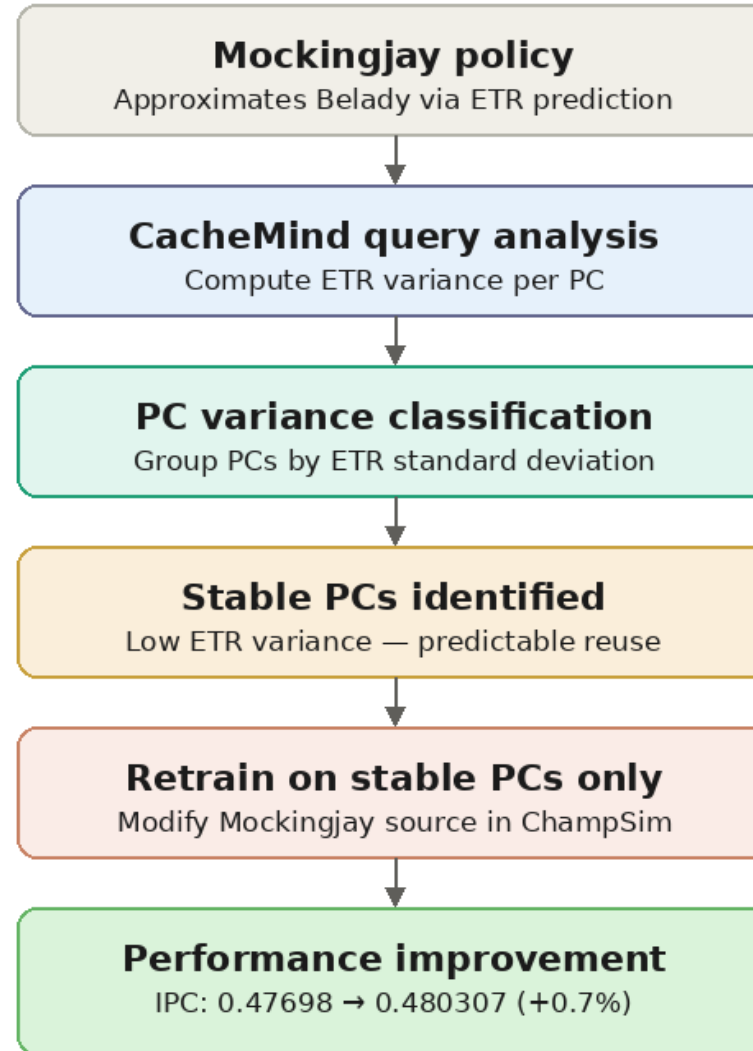 Mockingjay policy
Approximates Belady via ETR prediction
CacheMind query analysis
Compute ETR variance per PC
PC variance classification
Group PCs by ETR standard deviation
Stable PCs identified
Low ETR variance — predictable reuse
Retrain on stable PCs only
Modify Mockingjay source in ChampSim
Performance improvement
IPC: 0.47698 → 0.480307 (+0.7%)